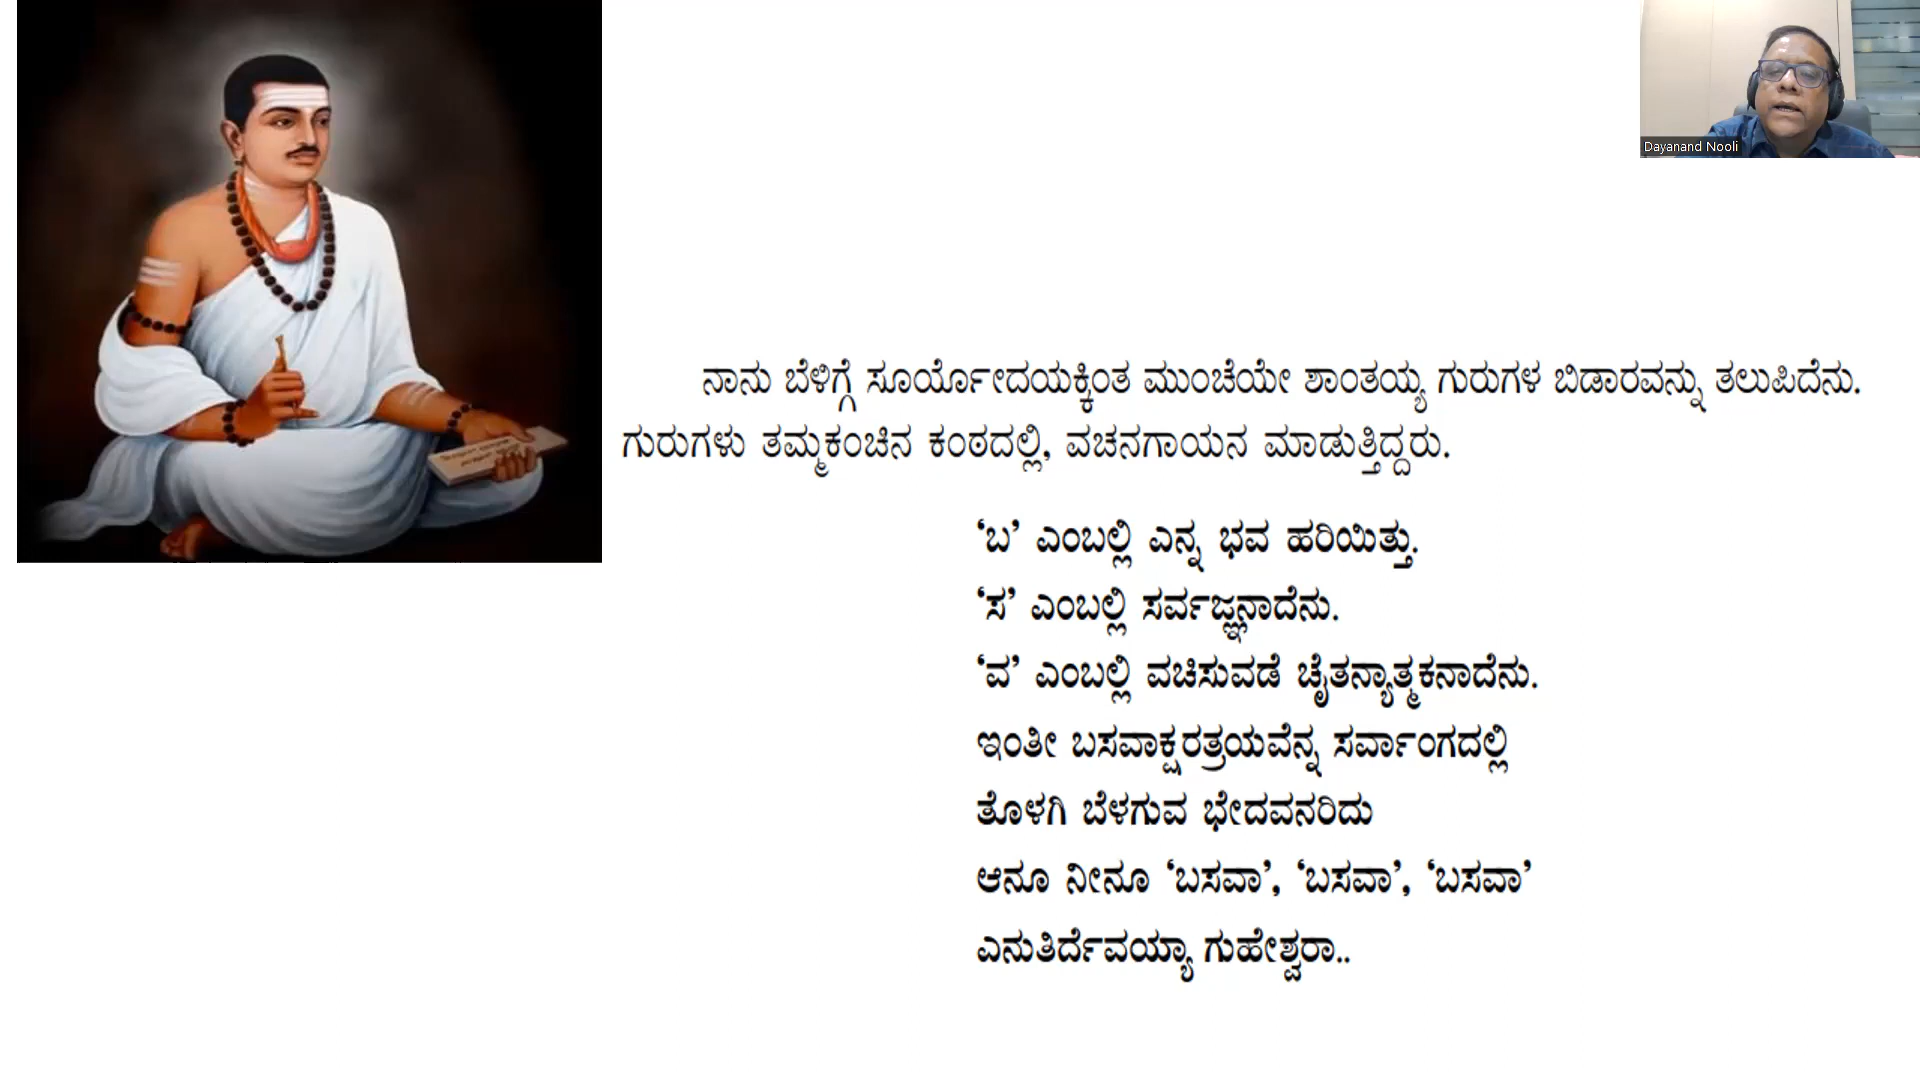 Dayanand Nooli
ನಾನು ಬೆಳಿಗ್ಗೆ ಸೂರ್ಯೋದಯಕ್ಕಿಂತ ಮುಂಚೆಯೇ ಶಾಂತಯ್ಯ ಗುರುಗಳ ಬಿಡಾರವನ್ನು ತಲುಪಿದೆನು.
ಗುರುಗಳು ತಮ್ಮಕಂಚಿನ ಕಂಠದಲ್ಲಿ, ವಚನಗಾಯನ ಮಾಡುತ್ತಿದ್ದರು.
‘ಬ’ ಎಂಬಲ್ಲಿ ಎನ್ನ ಭವ ಹರಿಯಿತ್ತು.
‘ಸ’ ಎಂಬಲ್ಲಿ ಸರ್ವಜ್ಞನಾದೆನು.
‘ವ’ ಎಂಬಲ್ಲಿ ವಚಿಸುವಡೆ ಚೈತನ್ಯಾತ್ಮಕನಾದೆನು.
ಇಂತೀ ಬಸವಾಕ್ಷರತ್ರಯವೆನ್ನ ಸರ್ವಾಂಗದಲ್ಲಿ
ತೊಳಗಿ ಬೆಳಗುವ ಭೇದವನರಿದು
ಆನೂ ನೀನೂ ‘ಬಸವಾ’, ‘ಬಸವಾ’, ‘ಬಸವಾ’
ಎನುತಿರ್ದೆವಯ್ಯಾ ಗುಹೇಶ್ವರಾ..